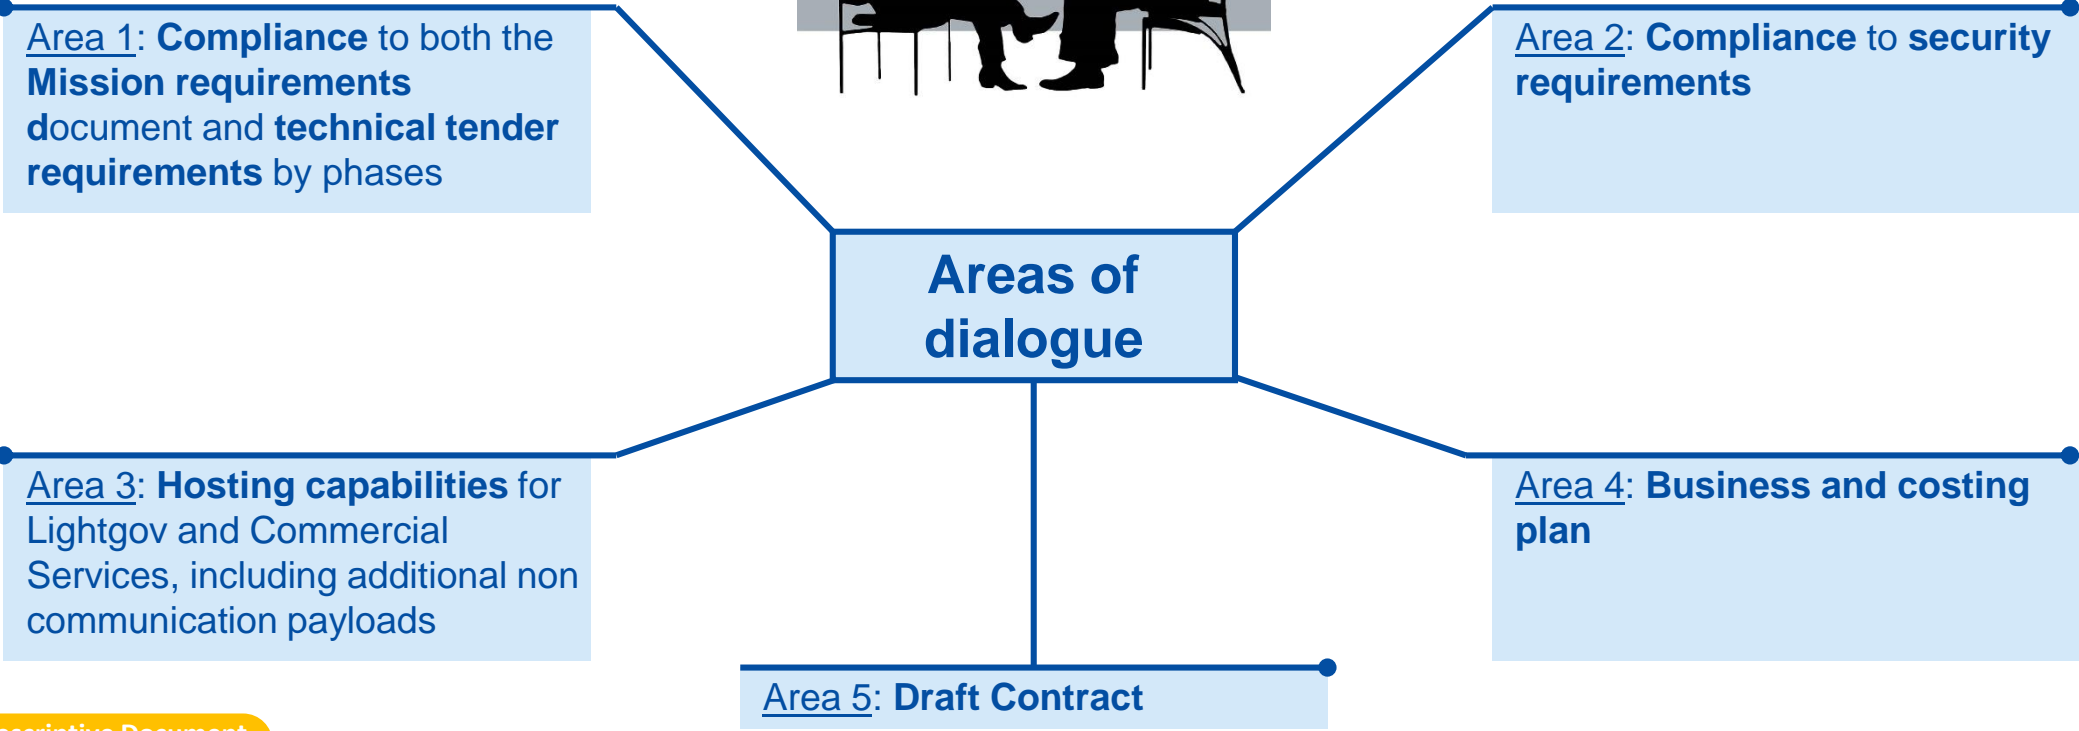 Area 1: Compliance to both the
Mission requirements
document and technical tender
requirements by phases
Area 2: Compliance to security
requirements
Areas of
dialogue
Area 3: Hosting capabilities for
Lightgov and Commercial
Services, including additional non
communication payloads
Area 4: Business and costing
plan
Area 5: Draft Contract
Document